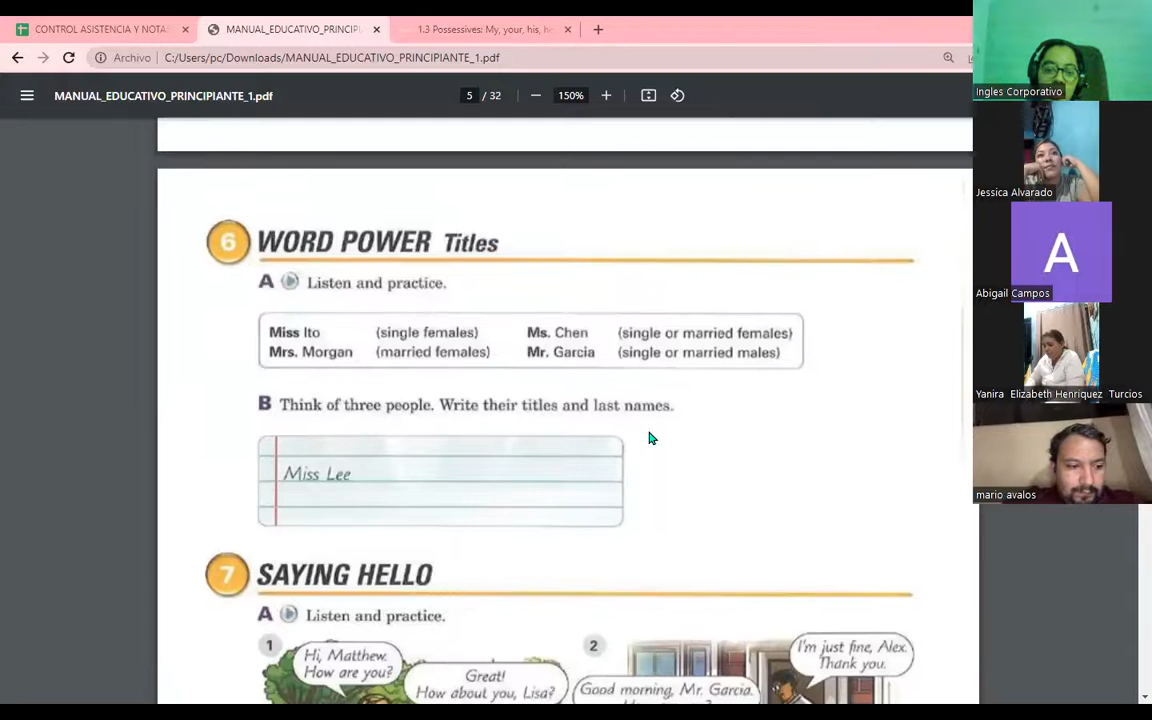 CONTROL ASISTENCIA Y NOTA
MANUAL_EDUCATIVO_PRINCIPI
1.3 Possessives: My, your, his, he
Archivo
C:/Users/pc/Downloads/MANUAL_EDUCATIVO_PRINCIPIANTE_1.pdf
MANUAL_EDUCATIVO_PRINCIPIANTE_1.pdf
5 / 32
150%
6 WORD POWER Titles
A Listen and practice.
Miss Ito (single females) Ms. Chen (single or married females)
Mrs. Morgan (married females) Mr. Garcia (single or married males)
B Think of three people. Write their titles and last names.
Miss Lee
7 SAYING HELLO
A Listen and practice.
1
Hi, Matthew.
How are you?
Great!
How about you, Lisa?
2
I'm just fine, Alex.
Thank you.
Good morning, Mr. Garcia.
Ingles Corporativo
Jessica Alvarado
A
Abigail Campos
Yanira Elizabeth Henriquez Turcios
mario avalos